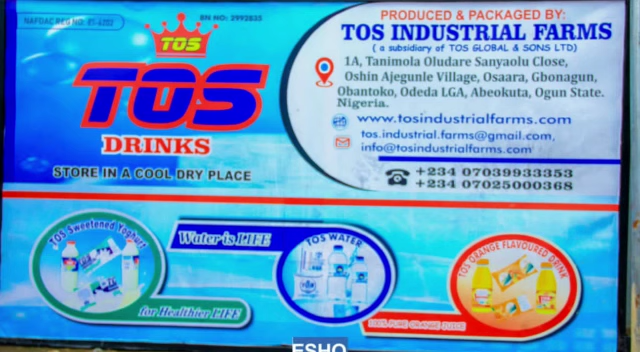 NAFDAC REG NO: 01-6202
BN NO: 2992835
TOS
TOS
DRINKS
STORE IN A COOL DRY PLACE
PRODUCED & PACKAGED BY:
TOS INDUSTRIAL FARMS
( a subsidiary of TOS GLOBAL & SONS LTD)
1A, Tanimola Oludare Sanyaolu Close,
Oshin Ajegunle Village, Osaara, Gbonagun,
Obantoko, Odeda LGA, Abeokuta, Ogun State.
Nigeria.
www.tosindustrialfarms.com
tos.industrial.farms@gmail.com,
info@tosindustrialfarms.com
+234 07039933353
+234 07025000368
TOS Sweetened Yoghurt
for Healthier LIFE
Water is LIFE
TOS WATER
TOS ORANGE FLAVOURED DRINK
100% PURE ORANGE JUICE
ESHO